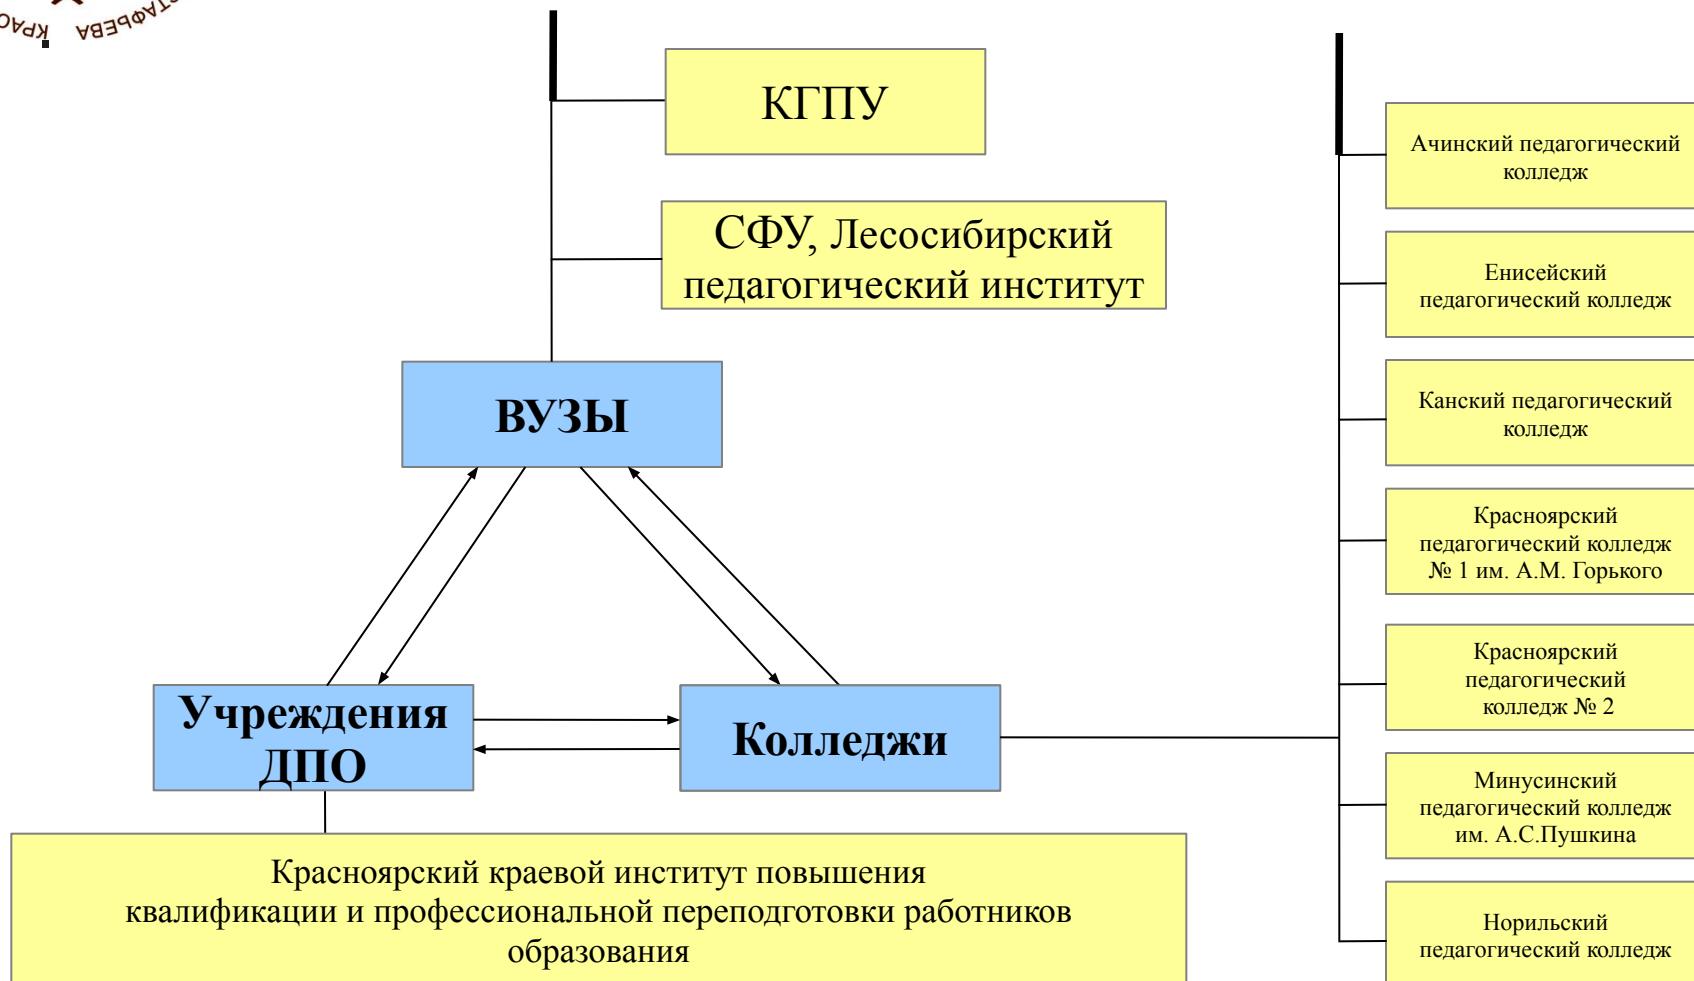 КГПУ
СФУ, Лесосибирский
педагогический институт
ВУЗЫ
Учреждения
ДПО
Колледжи
Красноярский краевой институт повышения
квалификации и профессиональной переподготовки работников
образования
Ачинский педагогический
колледж
Енисейский
педагогический колледж
Канский педагогический
колледж
Красноярский
педагогический колледж
№ 1 им. А.М. Горького
Красноярский
педагогический
колледж № 2
Минусинский
педагогический колледж
им. А.С.Пушкина
Норильский
педагогический колледж